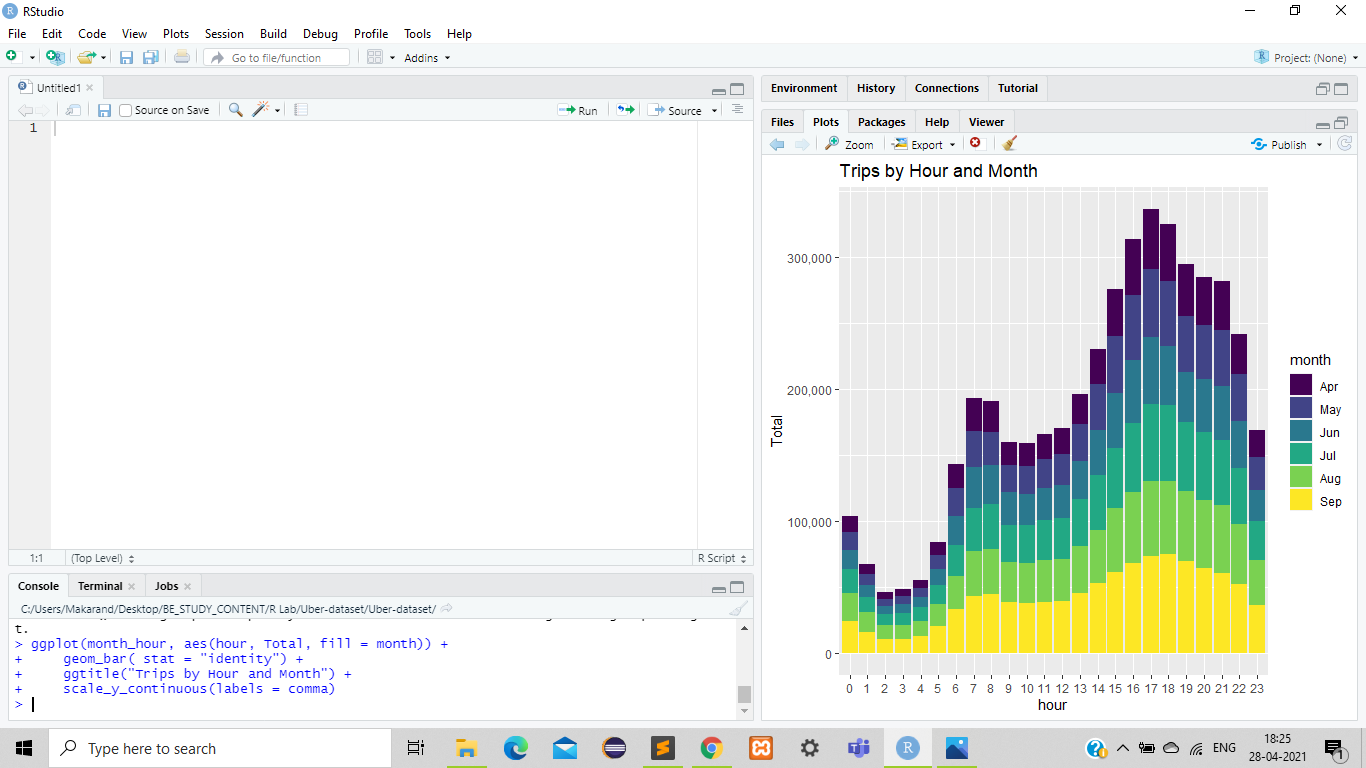 RStudio
File Edit Code View Plots Session Build Debug Profile Tools Help
Go to file/function Addins Project: (None)
Untitled1
Source on Save Run Source
1
1:1 (Top Level) R Script
Console Terminal Jobs
C:/Users/Makarand/Desktop/BE_STUDY_CONTENT/R Lab/Uber-dataset/Uber-dataset/
t.
> ggplot(month_hour, aes(hour, Total, fill = month)) +
+ geom_bar( stat = "identity") +
+ ggtitle("Trips by Hour and Month") +
+ scale_y_continuous(labels = comma)
>
Environment History Connections Tutorial
Files Plots Packages Help Viewer
Zoom Export Publish
Trips by Hour and Month
300,000
200,000
100,000
0
Total
0 1 2 3 4 5 6 7 8 9 10 11 12 13 14 15 16 17 18 19 20 21 22 23
hour
month
Apr
May
Jun
Jul
Aug
Sep
Type here to search
ENG
18:25
28-04-2021
1